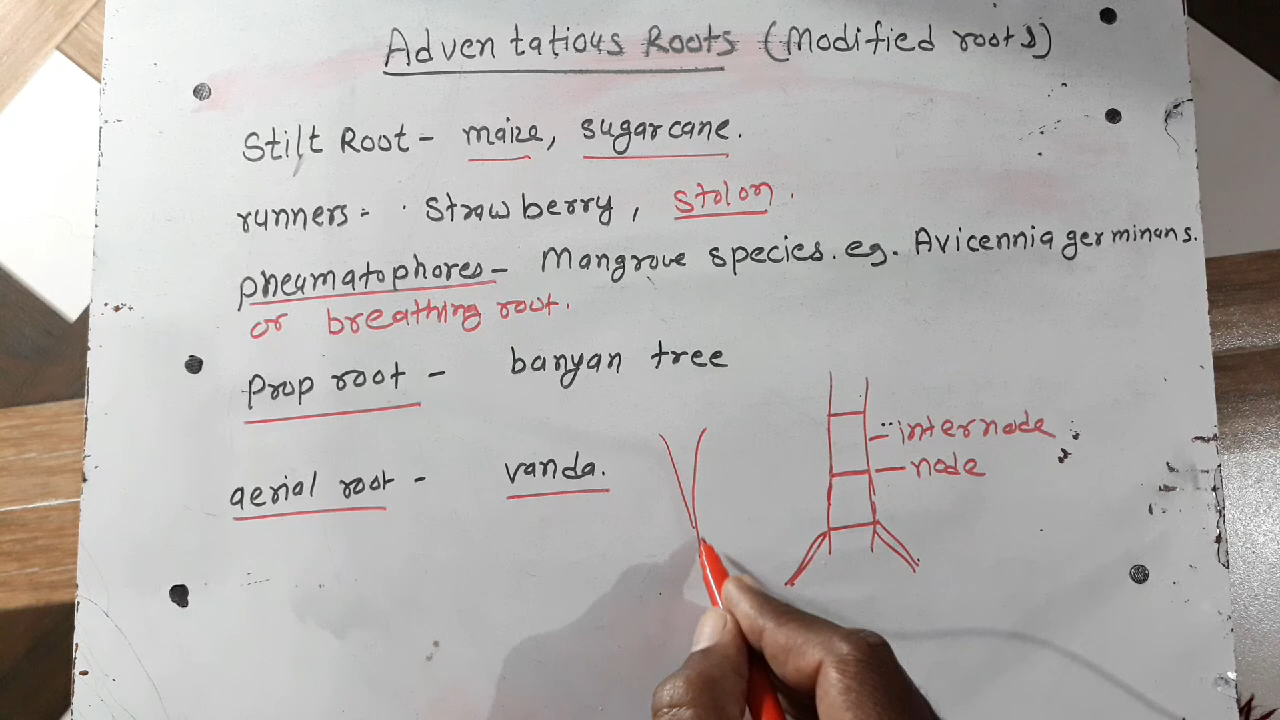 Adventatious Roots (Modified roots)
Stilt Root - maize, sugarcane.
runners - strawberry, stolon.
pneumatophores - Mangrove species. eg. Avicennia germinans.
or breathing root.
Prop root - banyan tree
internode
node
aerial root - vanda.